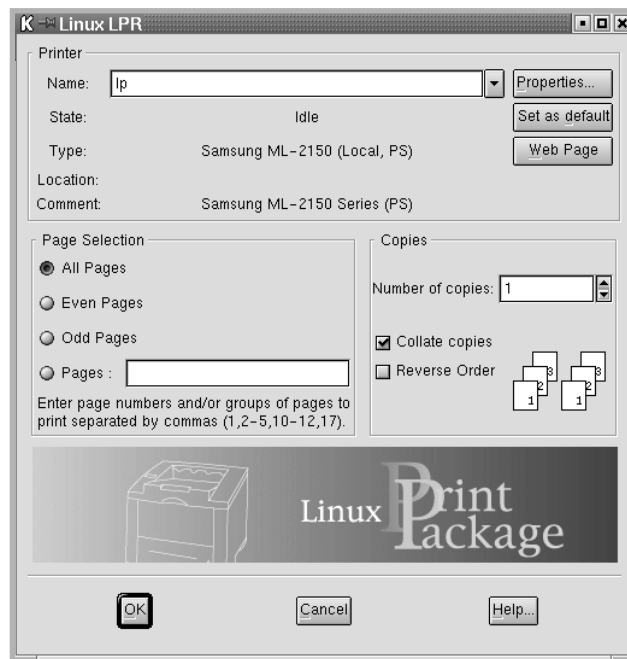 K Linux LPR
Printer
Name: lp Properties...
State: Idle Set as default
Type: Samsung ML-2150 (Local, PS) Web Page
Location:
Comment: Samsung ML-2150 Series (PS)
Page Selection
All Pages
Even Pages
Odd Pages
Pages :
Enter page numbers and/or groups of pages to
print separated by commas (1,2-5,10-12,17).
Copies
Number of copies: 1
Collate copies
Reverse Order
3 3
2 2
1 1
Linux Print
Package
OK Cancel Help...